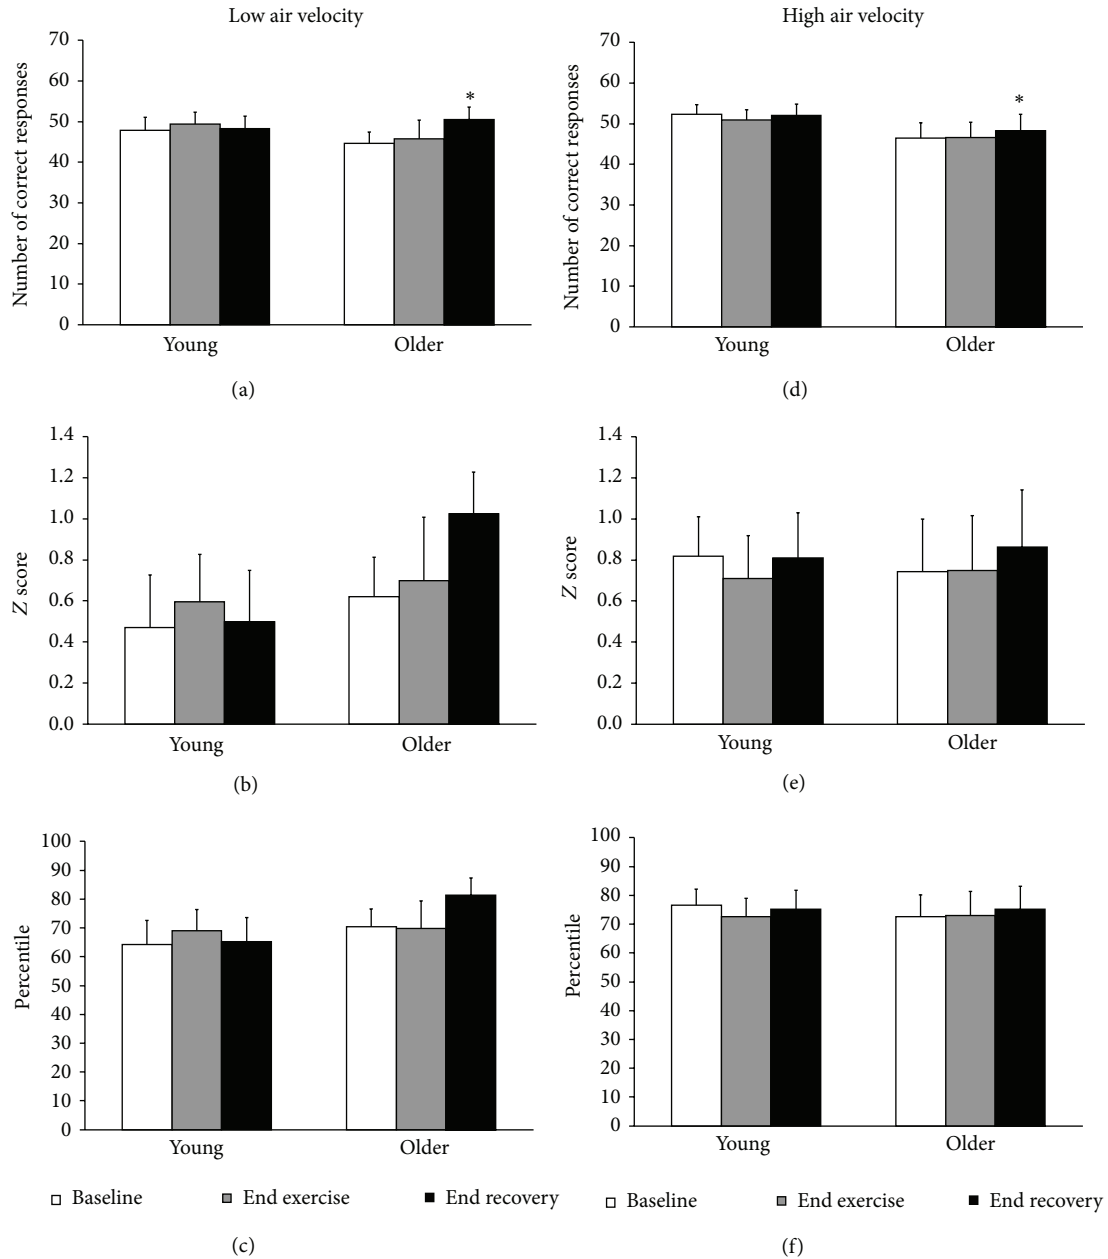 Low air velocity
70
60
50
40
30
20
10
0
Number of correct responses
*
Young Older
(a)
High air velocity
70
60
50
40
30
20
10
0
Number of correct responses
*
Young Older
(d)
1.4
1.2
1.0
0.8
0.6
0.4
0.2
0.0
Z score
Young Older
(b)
1.4
1.2
1.0
0.8
0.6
0.4
0.2
0.0
Z score
Young Older
(e)
100
90
80
70
60
50
40
30
20
10
0
Percentile
Young Older
Baseline End exercise End recovery
(c)
100
90
80
70
60
50
40
30
20
10
0
Percentile
Young Older
Baseline End exercise End recovery
(f)